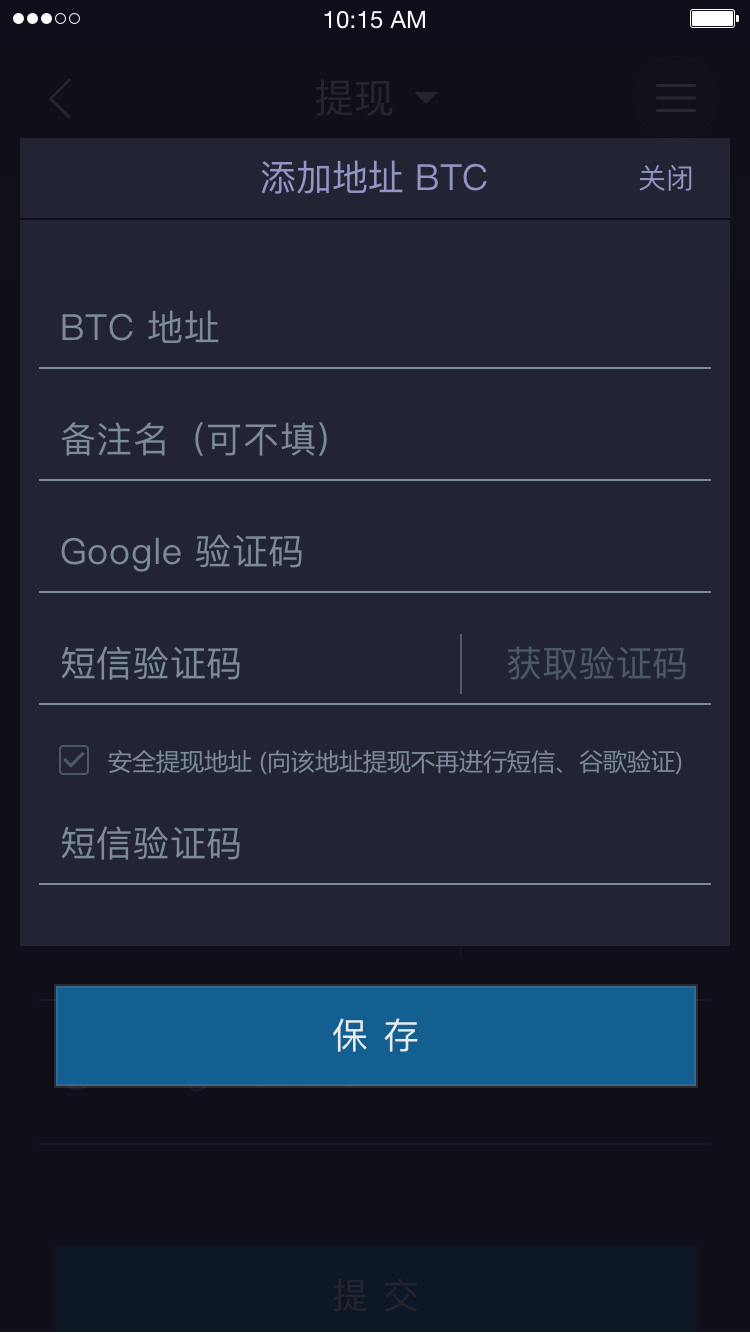 10:15 AM
提现
添加地址 BTC 关闭
BTC 地址
备注名（可不填）
Google 验证码
短信验证码 获取验证码
安全提现地址 (向该地址提现不再进行短信、谷歌验证)
短信验证码
保 存
提 交